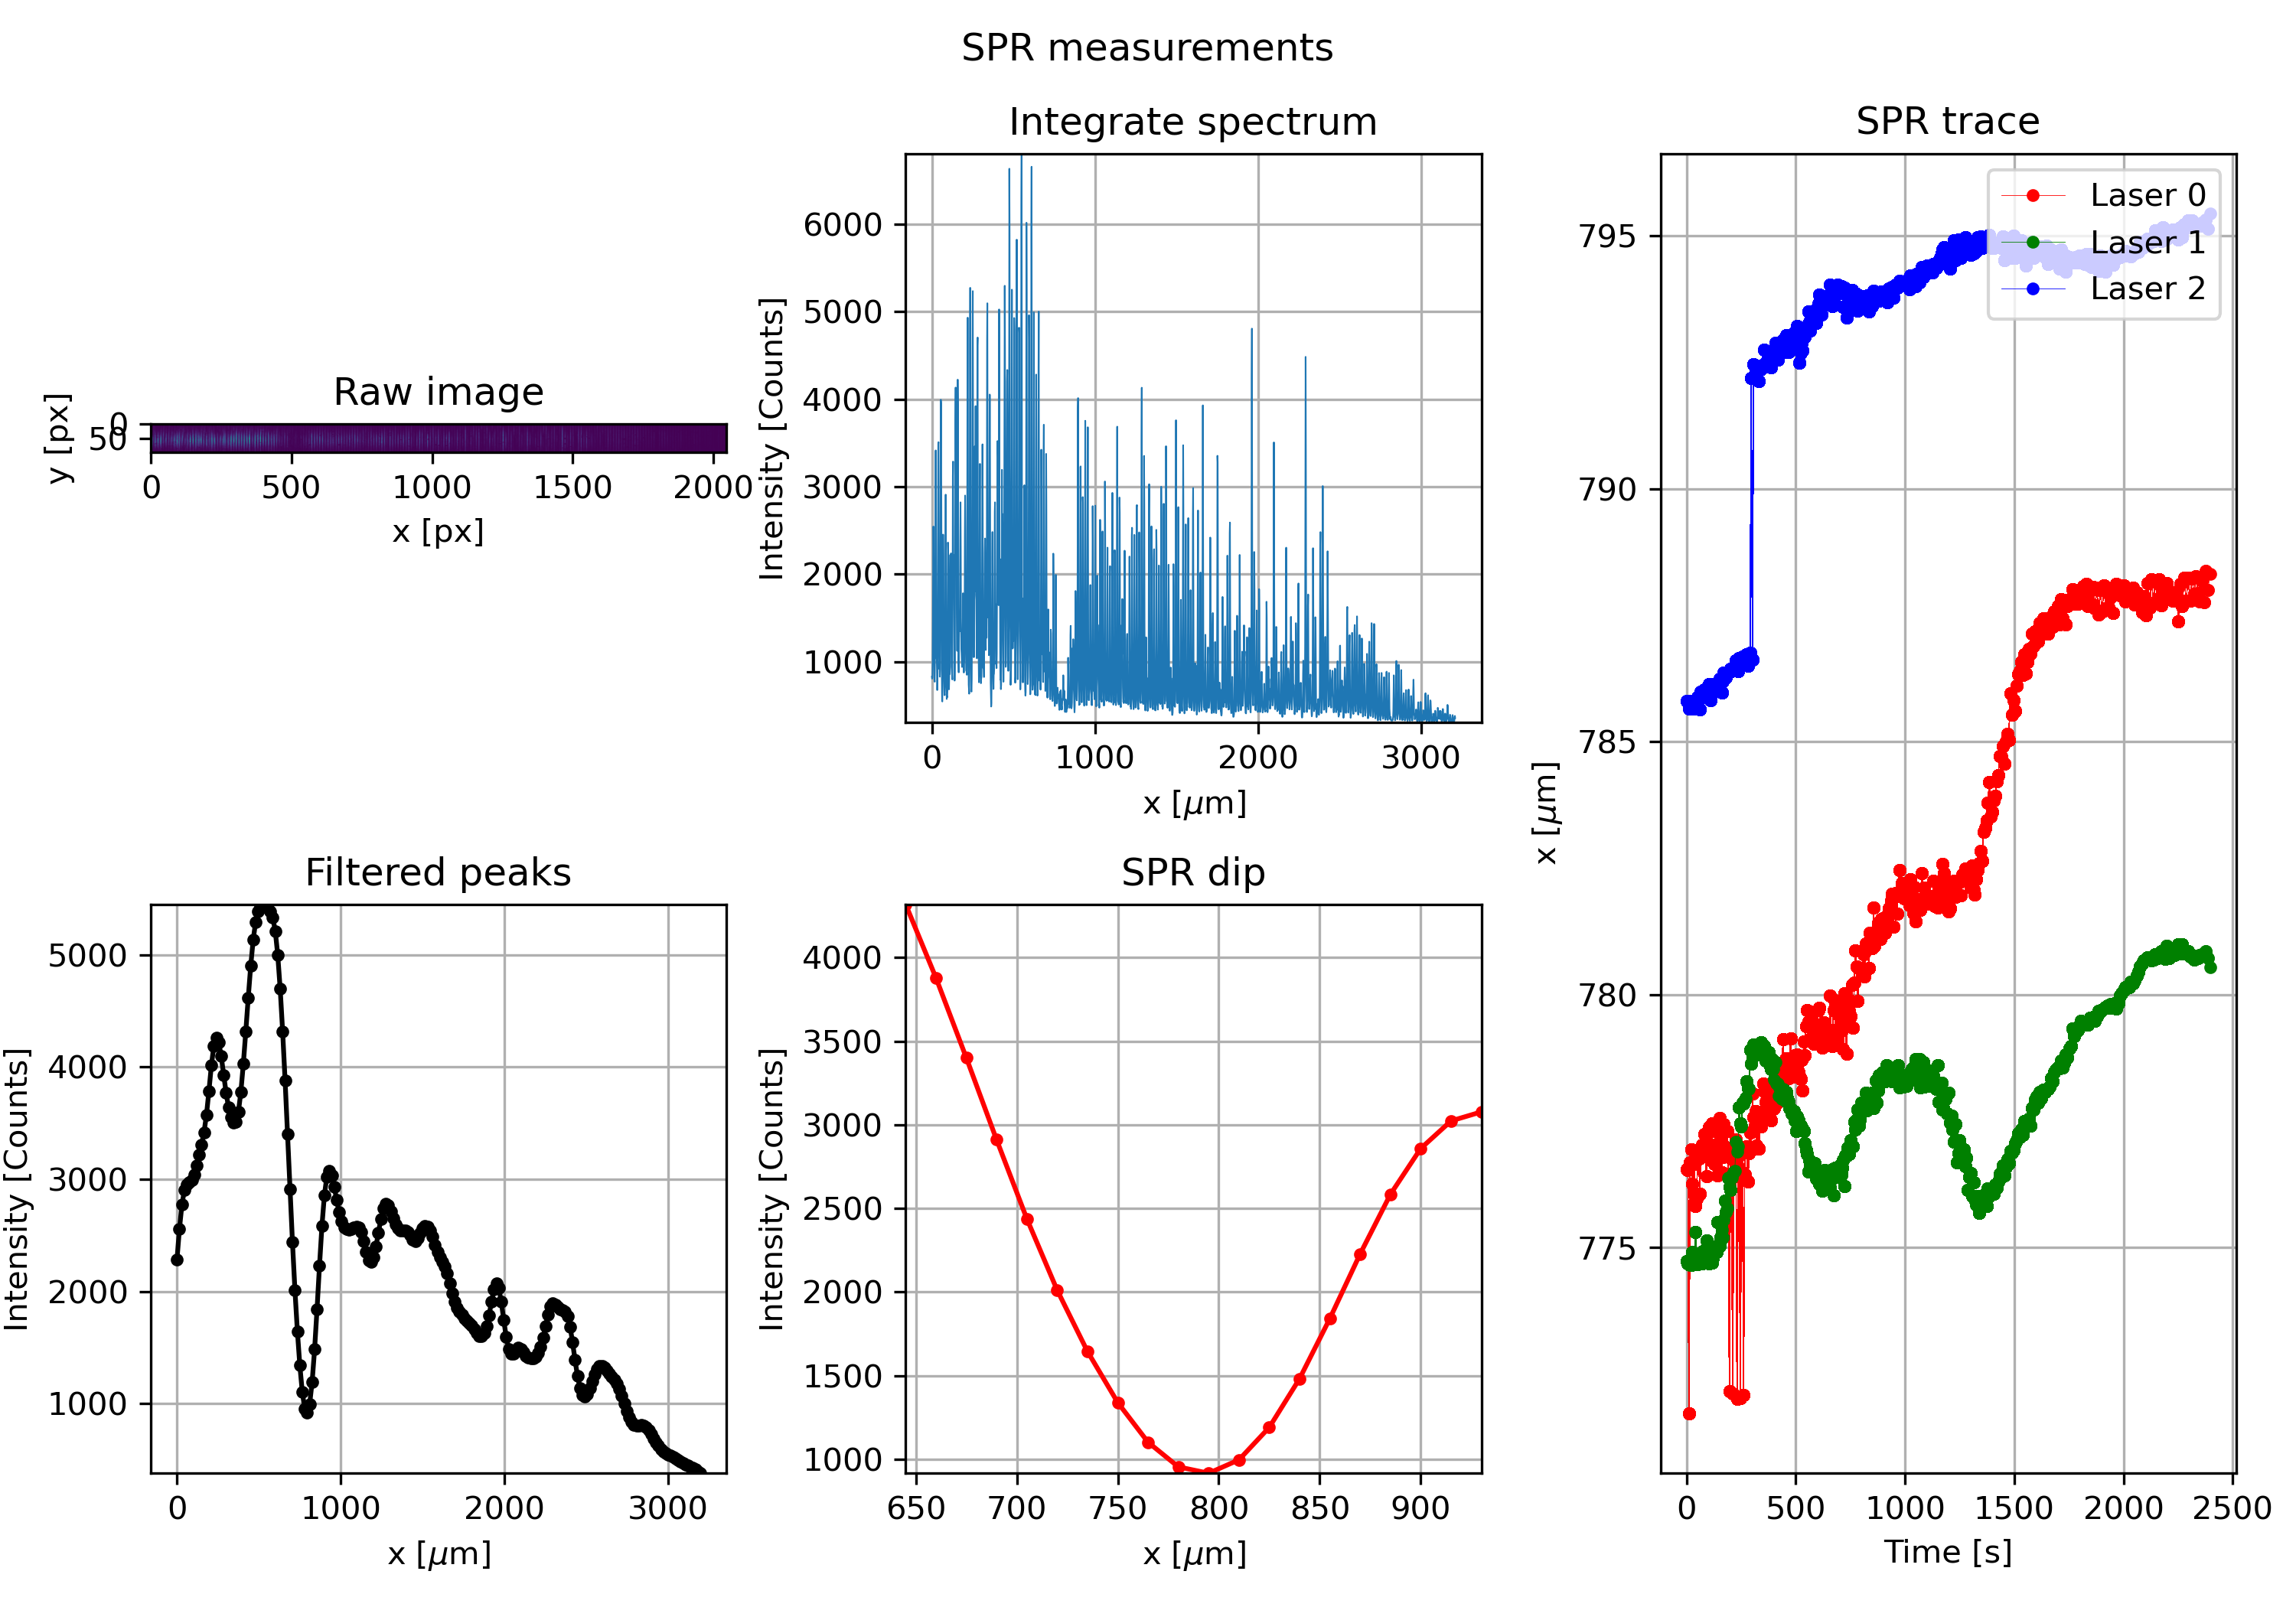 SPR measurements
Raw image
y [px]
0
50
0 500 1000 1500 2000
x [px]
Integrate spectrum
Intensity [Counts]
6000
5000
4000
3000
2000
1000
0 1000 2000 3000
x [μm]
SPR trace
Laser 0
Laser 1
Laser 2
x [μm]
795
790
785
780
775
0 500 1000 1500 2000 2500
Time [s]
Filtered peaks
Intensity [Counts]
5000
4000
3000
2000
1000
0 1000 2000 3000
x [μm]
SPR dip
Intensity [Counts]
4000
3500
3000
2500
2000
1500
1000
650 700 750 800 850 900
x [μm]